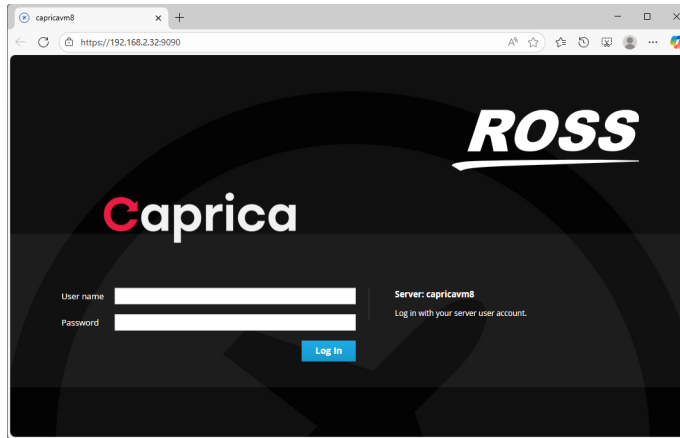 capricavm8
https://192.168.2.32:9090
ROSS
Caprica
User name
Password
Log In
Server: capricavm8
Log in with your server user account.